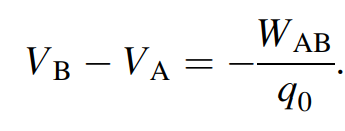 V_B − V_A = −W_AB/q_0.